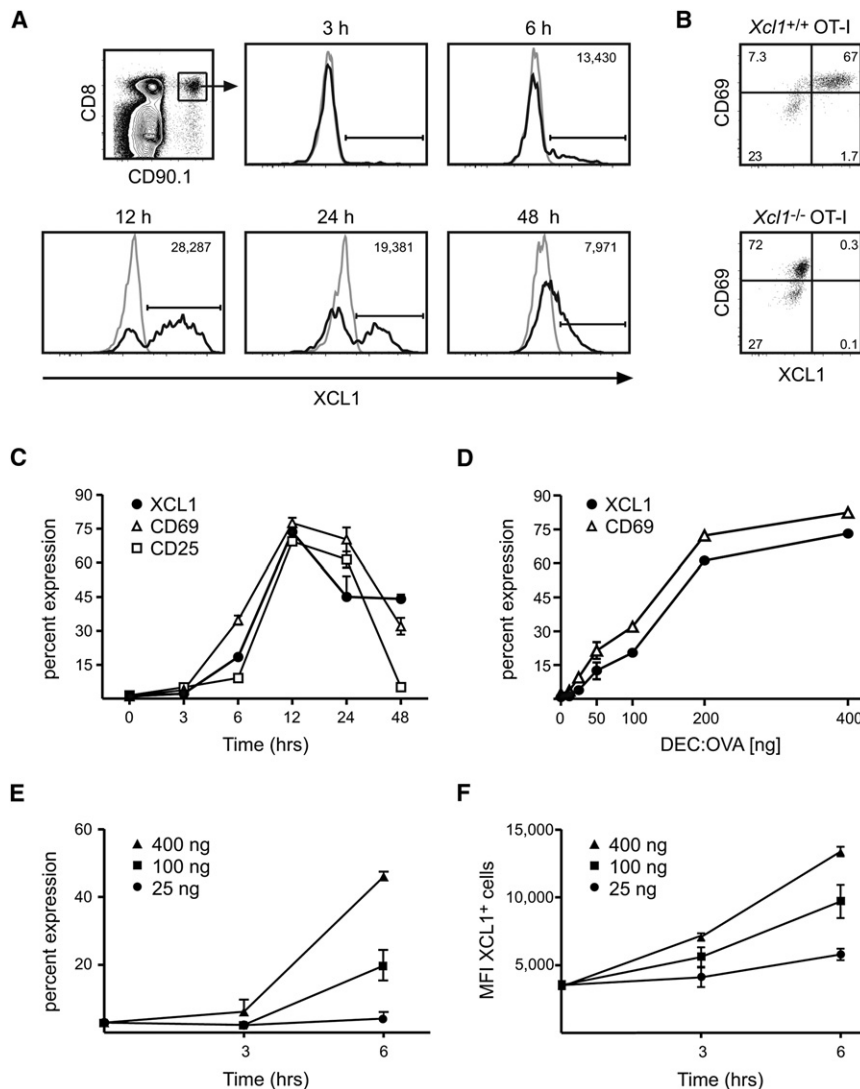 A
CD8
CD90.1
3 h
6 h
13,430
12 h
28,287
24 h
19,381
48 h
7,971
XCL1
B
Xcl1+/+ OT-I
CD69
7.3
67
23
1.7
Xcl1-/- OT-I
CD69
72
0.3
27
0.1
XCL1
C
percent expression
90
75
60
45
30
15
XCL1
CD69
CD25
0
3
6
12
24
48
Time (hrs)
D
percent expression
90
75
60
45
30
15
XCL1
CD69
0
50
100
200
400
DEC:OVA [ng]
E
percent expression
60
40
20
400 ng
100 ng
25 ng
3
6
Time (hrs)
F
MFI XCL1+ cells
15,000
10,000
5,000
400 ng
100 ng
25 ng
3
6
Time (hrs)